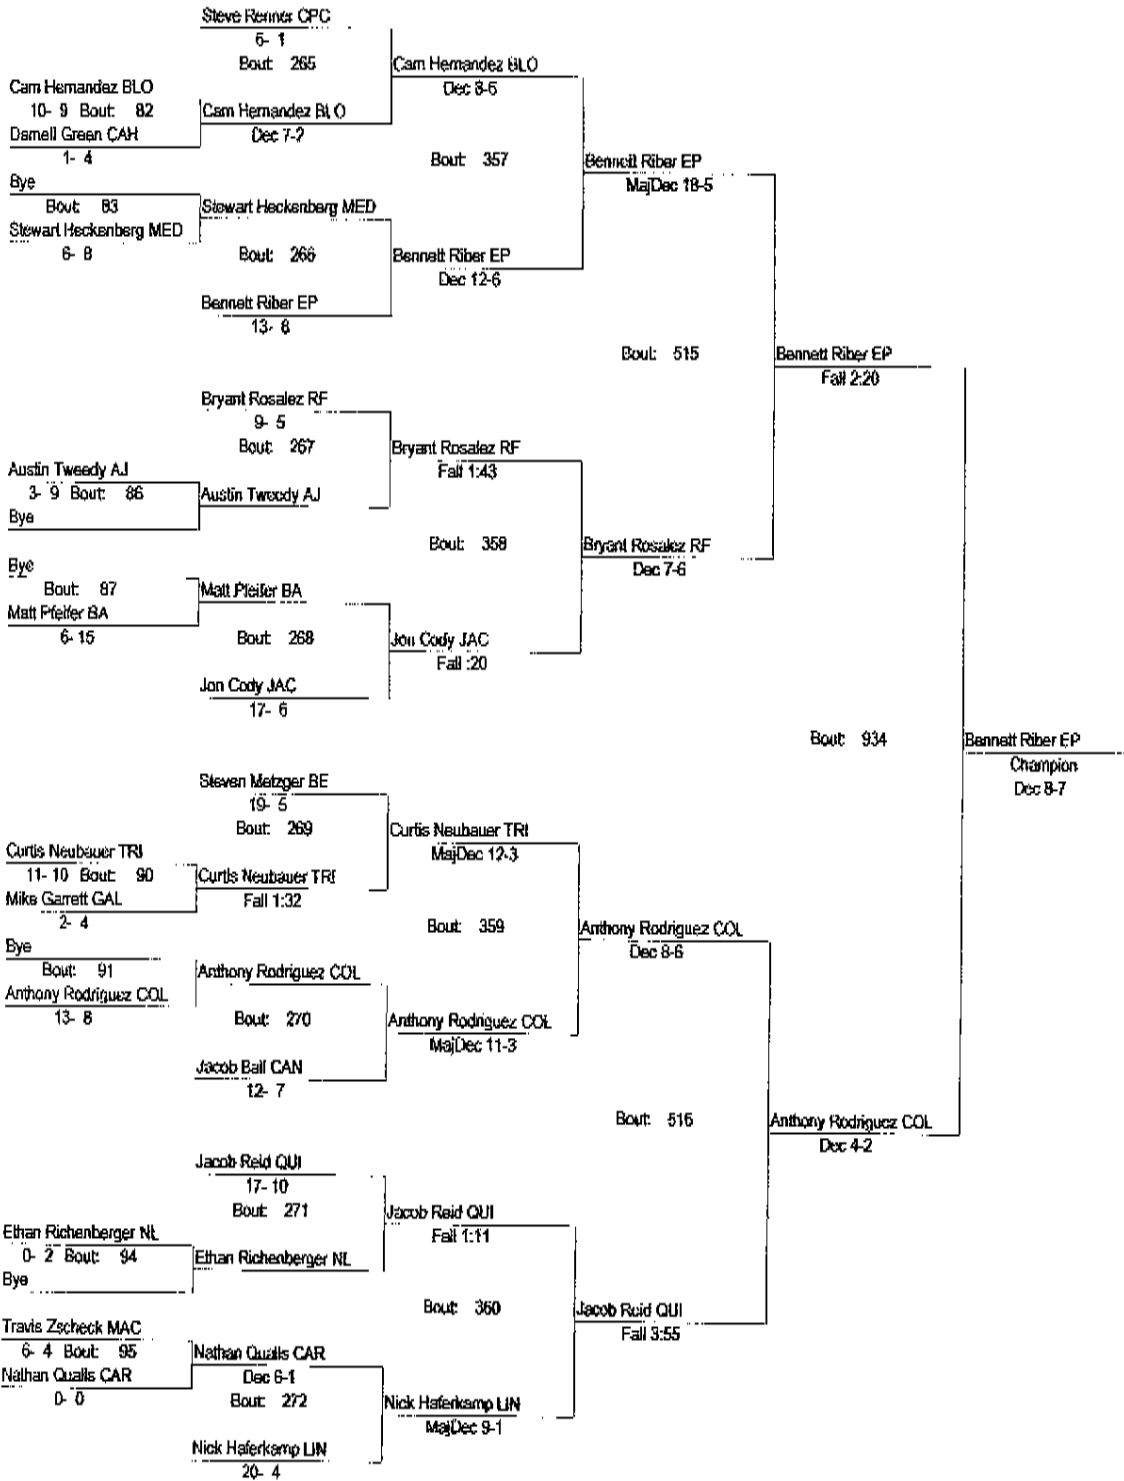 Steve Renner CPC
6- 1
Bout: 265
Cam Hernandez BLO
Dec 8-6
Cam Hernandez BLO
10- 9 Bout: 82
Cam Hernandez BLO
Dec 7-2
Darnell Green CAH
1- 4
Bout: 357
Bennett Riber EP
MajDec 18-5
Bye
Bout: 83
Stewart Heckenberg MED
Stewart Heckenberg MED
6- 8
Bout: 266
Bennett Riber EP
Dec 12-6
Bennett Riber EP
13- 8
Bout: 515
Bennett Riber EP
Fall 2:20
Bryant Rosalez RF
9- 5
Bout: 267
Bryant Rosalez RF
Fall 1:43
Austin Tweedy AJ
3- 9 Bout: 86
Austin Tweedy AJ
Bye
Bout: 358
Bryant Rosalez RF
Dec 7-6
Bye
Bout: 87
Matt Pfeifer BA
Matt Pfeifer BA
6- 15
Bout: 268
Jon Cody JAC
Fall :20
Jon Cody JAC
17- 6
Bout: 934
Bennett Riber EP
Champion
Dec 8-7
Steven Metzger BE
19- 5
Bout: 269
Curtis Neubauer TRI
MajDec 12-3
Curtis Neubauer TRI
11- 10 Bout: 90
Curtis Neubauer TRI
Fall 1:32
Mike Garrett GAL
2- 4
Bout: 359
Anthony Rodriguez COL
Dec 8-6
Bye
Bout: 91
Anthony Rodriguez COL
Anthony Rodriguez COL
13- 8
Bout: 270
Anthony Rodriguez COL
MajDec 11-3
Jacob Ball CAN
12- 7
Bout: 516
Anthony Rodriguez COL
Dec 4-2
Jacob Reid QUI
17- 10
Bout: 271
Jacob Reid QUI
Fall 1:11
Ethan Richenberger NL
0- 2 Bout: 94
Ethan Richenberger NL
Bye
Bout: 360
Jacob Reid QUI
Fall 3:55
Travis Zscheck MAC
6- 4 Bout: 95
Nathan Qualls CAR
Dec 6-1
Nathan Qualls CAR
0- 0
Bout: 272
Nick Haferkamp LIN
MajDec 9-1
Nick Haferkamp LIN
20- 4